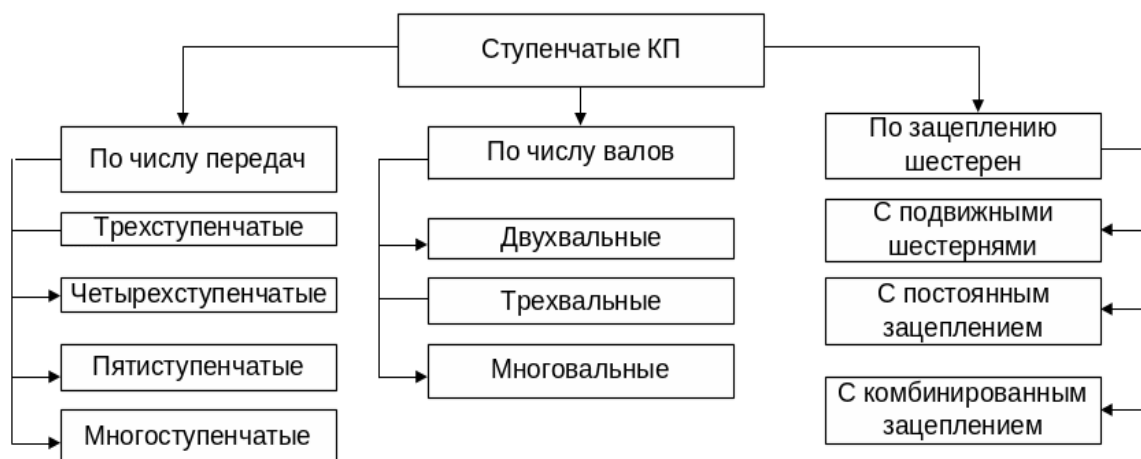 Ступенчатые КП
По числу передач
Трехступенчатые
Четырехступенчатые
Пятиступенчатые
Многоступенчатые
По числу валов
Двухвальные
Трехвальные
Многовальные
По зацеплению
шестерен
С подвижными
шестернями
С постоянным
зацеплением
С комбинированным
зацеплением